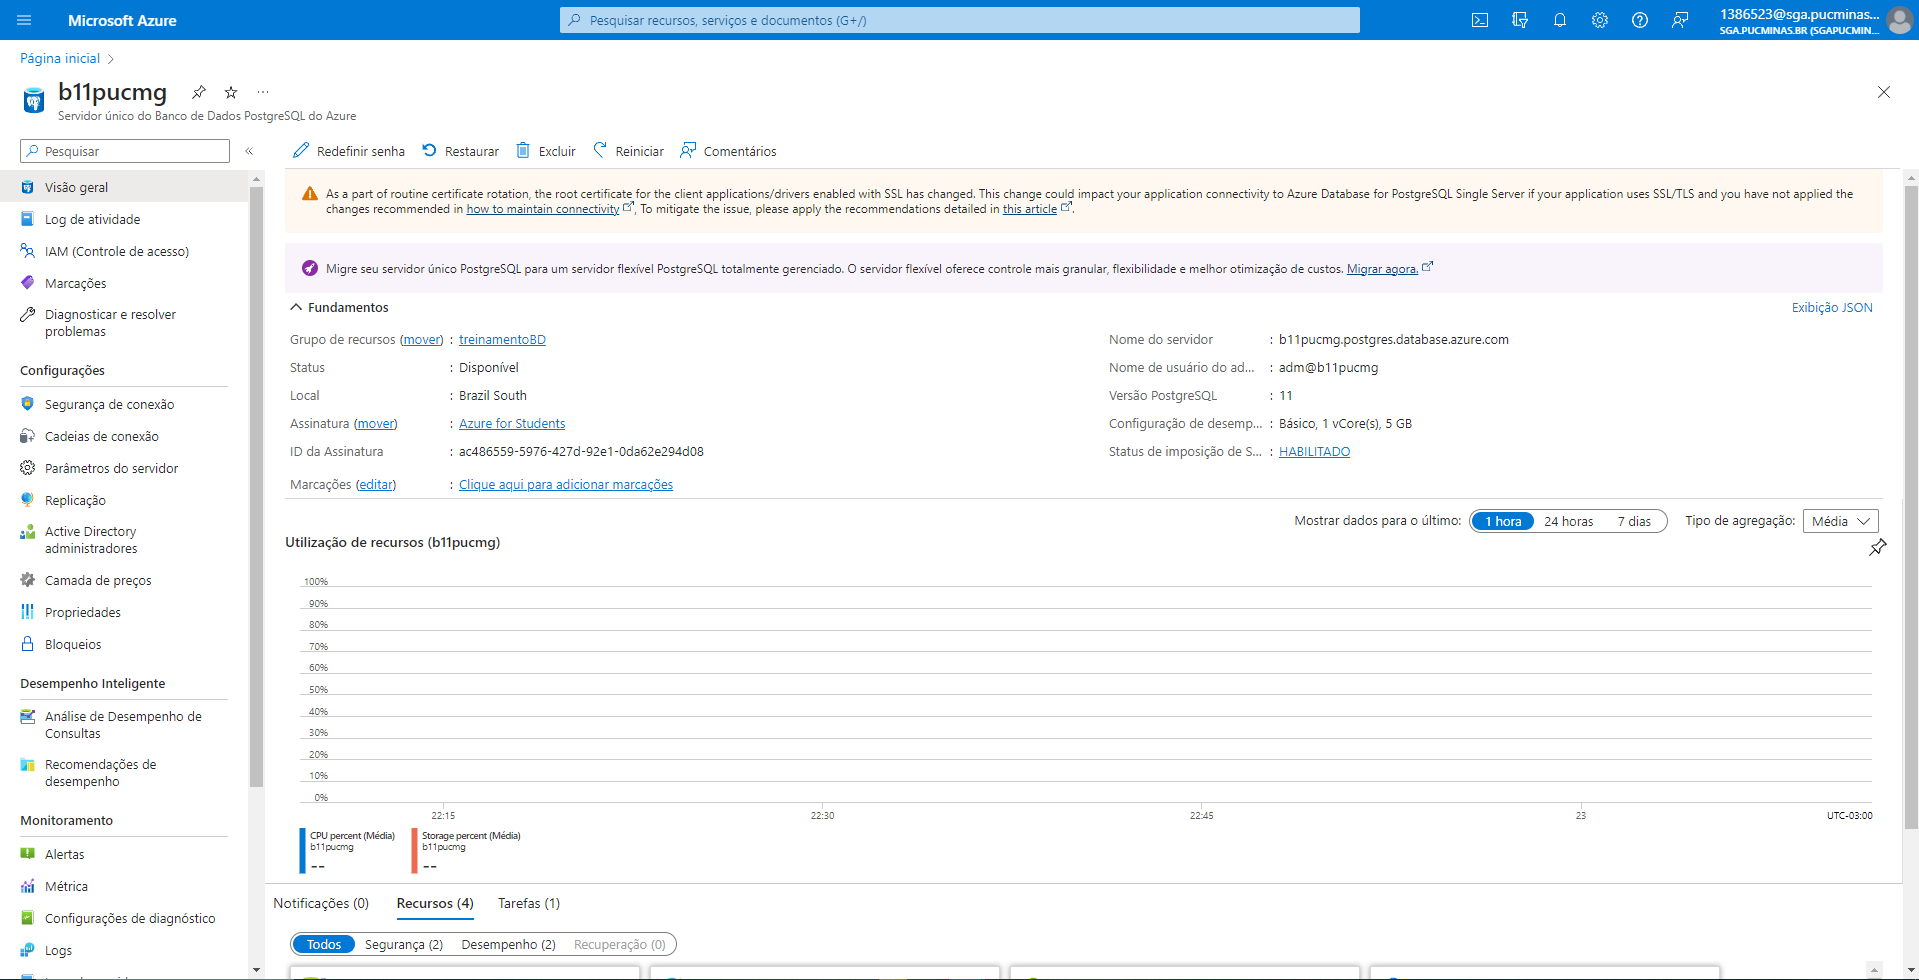 Microsoft Azure
Pesquisar recursos, serviços e documentos (G+/)
1386523@sga.pucminas...
SGA.PUCMINAS.BR (SGAPUCMIN...
Página inicial
b11pucmg
...
Servidor único do Banco de Dados PostgreSQL do Azure
Pesquisar
«
Redefinir senha
Restaurar
Excluir
Reiniciar
Comentários
Visão geral
Log de atividade
IAM (Controle de acesso)
Marcações
Diagnosticar e resolver
problemas
Configurações
Segurança de conexão
Cadeias de conexão
Parâmetros do servidor
Replicação
Active Directory
administradores
Camada de preços
Propriedades
Bloqueios
Desempenho Inteligente
Análise de Desempenho de
Consultas
Recomendações de
desempenho
Monitoramento
Alertas
Métrica
Configurações de diagnóstico
Logs
As a part of routine certificate rotation, the root certificate for the client applications/drivers enabled with SSL has changed. This change could impact your application connectivity to Azure Database for PostgreSQL Single Server if your application uses SSL/TLS and you have not applied the
changes recommended in how to maintain connectivity. To mitigate the issue, please apply the recommendations detailed in this article.
Migre seu servidor único PostgreSQL para um servidor flexível PostgreSQL totalmente gerenciado. O servidor flexível oferece controle mais granular, flexibilidade e melhor otimização de custos. Migrar agora.
Fundamentos
Exibição JSON
Grupo de recursos (mover) : treinamentoBD
Status : Disponível
Local : Brazil South
Assinatura (mover) : Azure for Students
ID da Assinatura : ac486559-5976-427d-92e1-0da62e294d08
Marcações (editar) : Clique aqui para adicionar marcações
Nome do servidor : b11pucmg.postgres.database.azure.com
Nome de usuário do ad... : adm@b11pucmg
Versão PostgreSQL : 11
Configuração de desemp... : Básico, 1 vCore(s), 5 GB
Status de imposição de S... : HABILITADO
Mostrar dados para o último: 1 hora 24 horas 7 dias Tipo de agregação: Média
Utilização de recursos (b11pucmg)
100%
90%
80%
70%
60%
50%
40%
30%
20%
10%
0%
22:15 22:30 22:45 23 UTC-03:00
CPU percent (Média)
b11pucmg
--
Storage percent (Média)
b11pucmg
--
Notificações (0) Recursos (4) Tarefas (1)
Todos Segurança (2) Desempenho (2) Recuperação (0)